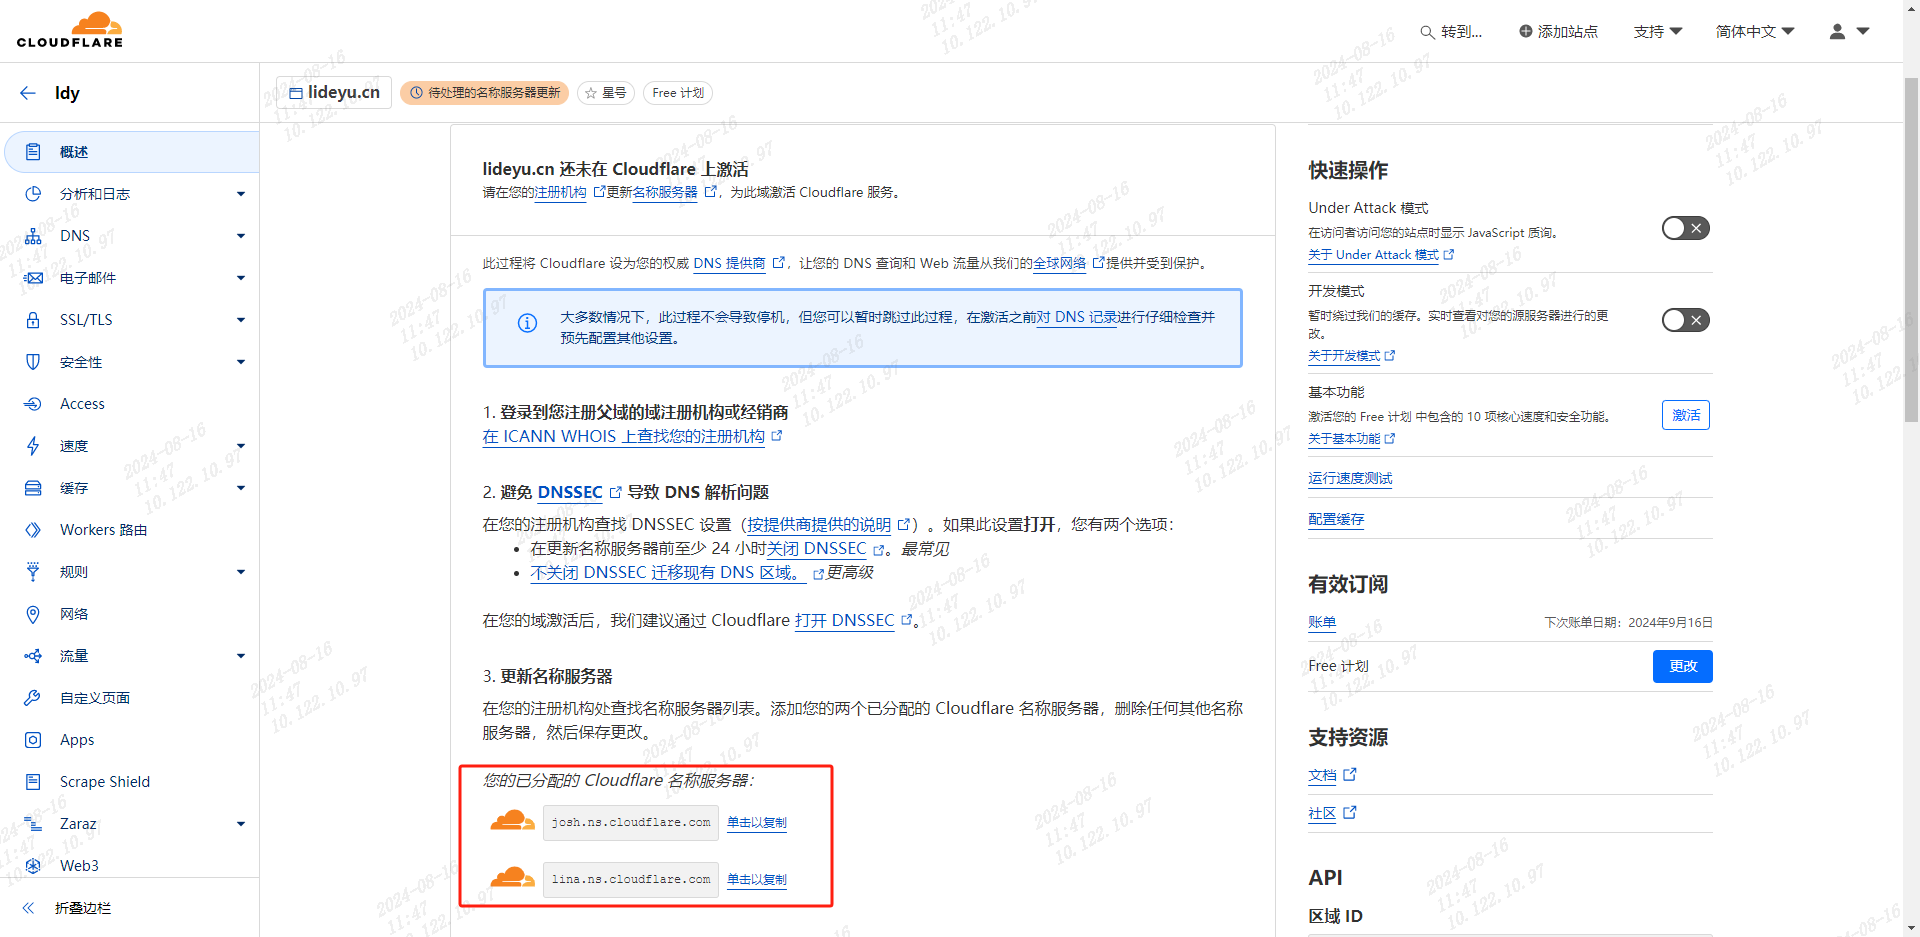 CLOUDFLARE
转到...
添加站点
支持
简体中文
ldy
lideyu.cn
待处理的名称服务器更新
星号
Free 计划
概述
分析和日志
DNS
电子邮件
SSL/TLS
安全性
Access
速度
缓存
Workers 路由
规则
网络
流量
自定义页面
Apps
Scrape Shield
Zaraz
Web3
折叠边栏
lideyu.cn 还未在 Cloudflare 上激活
请在您的注册机构更新名称服务器，为此域激活 Cloudflare 服务。
此过程将 Cloudflare 设为您的权威 DNS 提供商，让您的 DNS 查询和 Web 流量从我们的全球网络提供并受到保护。
大多数情况下，此过程不会导致停机，但您可以暂时跳过此过程，在激活之前对 DNS 记录进行仔细检查并
预先配置其他设置。
1. 登录到您注册父域的域注册机构或经销商
在 ICANN WHOIS 上查找您的注册机构
2. 避免 DNSSEC 导致 DNS 解析问题
在您的注册机构查找 DNSSEC 设置（按提供商提供的说明）。如果此设置打开，您有两个选项：
• 在更新名称服务器前至少 24 小时关闭 DNSSEC。最常见
• 不关闭 DNSSEC 迁移现有 DNS 区域。更高级
在您的域激活后，我们建议通过 Cloudflare 打开 DNSSEC。
3. 更新名称服务器
在您的注册机构处查找名称服务器列表。添加您的两个已分配的 Cloudflare 名称服务器，删除任何其他名称
服务器，然后保存更改。
您的已分配的 Cloudflare 名称服务器：
josh.ns.cloudflare.com 单击以复制
lina.ns.cloudflare.com 单击以复制
快速操作
Under Attack 模式
在访问者访问您的站点时显示 JavaScript 质询。
关于 Under Attack 模式
开发模式
暂时绕过我们的缓存。实时查看对您的源服务器进行的更
改。
关于开发模式
基本功能
激活您的 Free 计划 中包含的 10 项核心速度和安全功能。
激活
关于基本功能
运行速度测试
配置缓存
有效订阅
账单
下次账单日期：2024年9月16日
Free 计划
更改
支持资源
文档
社区
API
区域 ID
2024-08-16
11:47
10.122.10.97